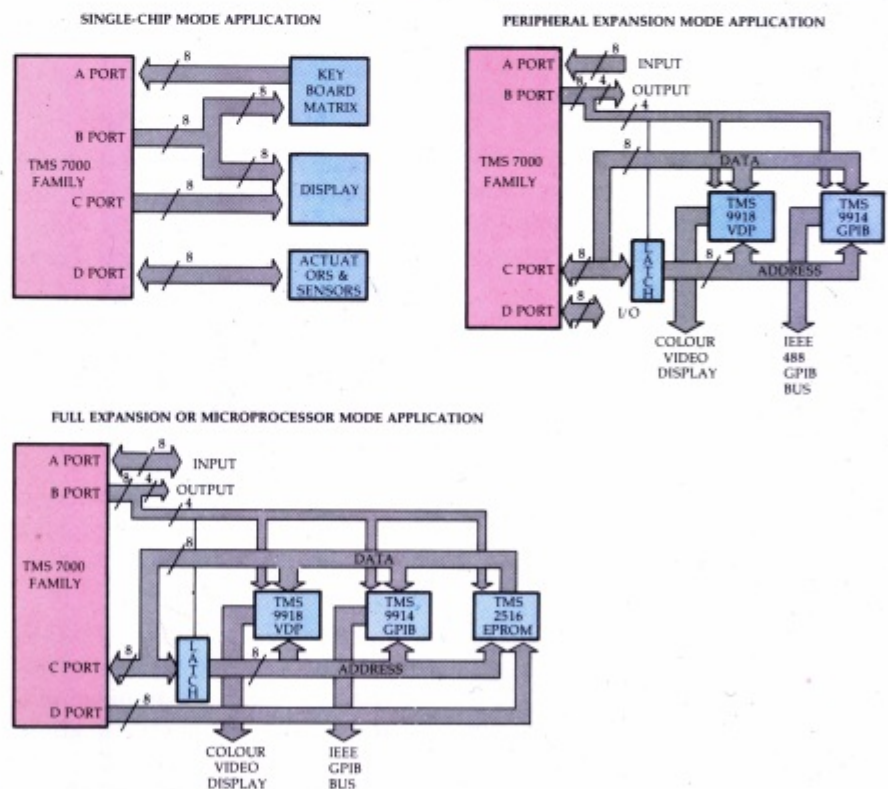 SINGLE-CHIP MODE APPLICATION
A PORT
8
KEY
BOARD
MATRIX
8
B PORT
8
TMS 7000
FAMILY
8
DISPLAY
C PORT
8
D PORT
8
ACTUAT
ORS &
SENSORS
PERIPHERAL EXPANSION MODE APPLICATION
A PORT
8
INPUT
B PORT
8
4
OUTPUT
4
8
DATA
TMS 7000
FAMILY
TMS
9918
VDP
TMS
9914
GPIB
C PORT
8
LATCH
8
ADDRESS
D PORT
8
I/O
COLOUR
VIDEO
DISPLAY
IEEE
488
GPIB
BUS
FULL EXPANSION OR MICROPROCESSOR MODE APPLICATION
A PORT
8
INPUT
B PORT
8
4
OUTPUT
4
8
DATA
TMS 7000
FAMILY
TMS
9918
VDP
TMS
9914
GPIB
TMS
2516
EPROM
C PORT
8
LATCH
8
ADDRESS
D PORT
8
COLOUR
VIDEO
DISPLAY
IEEE
GPIB
BUS